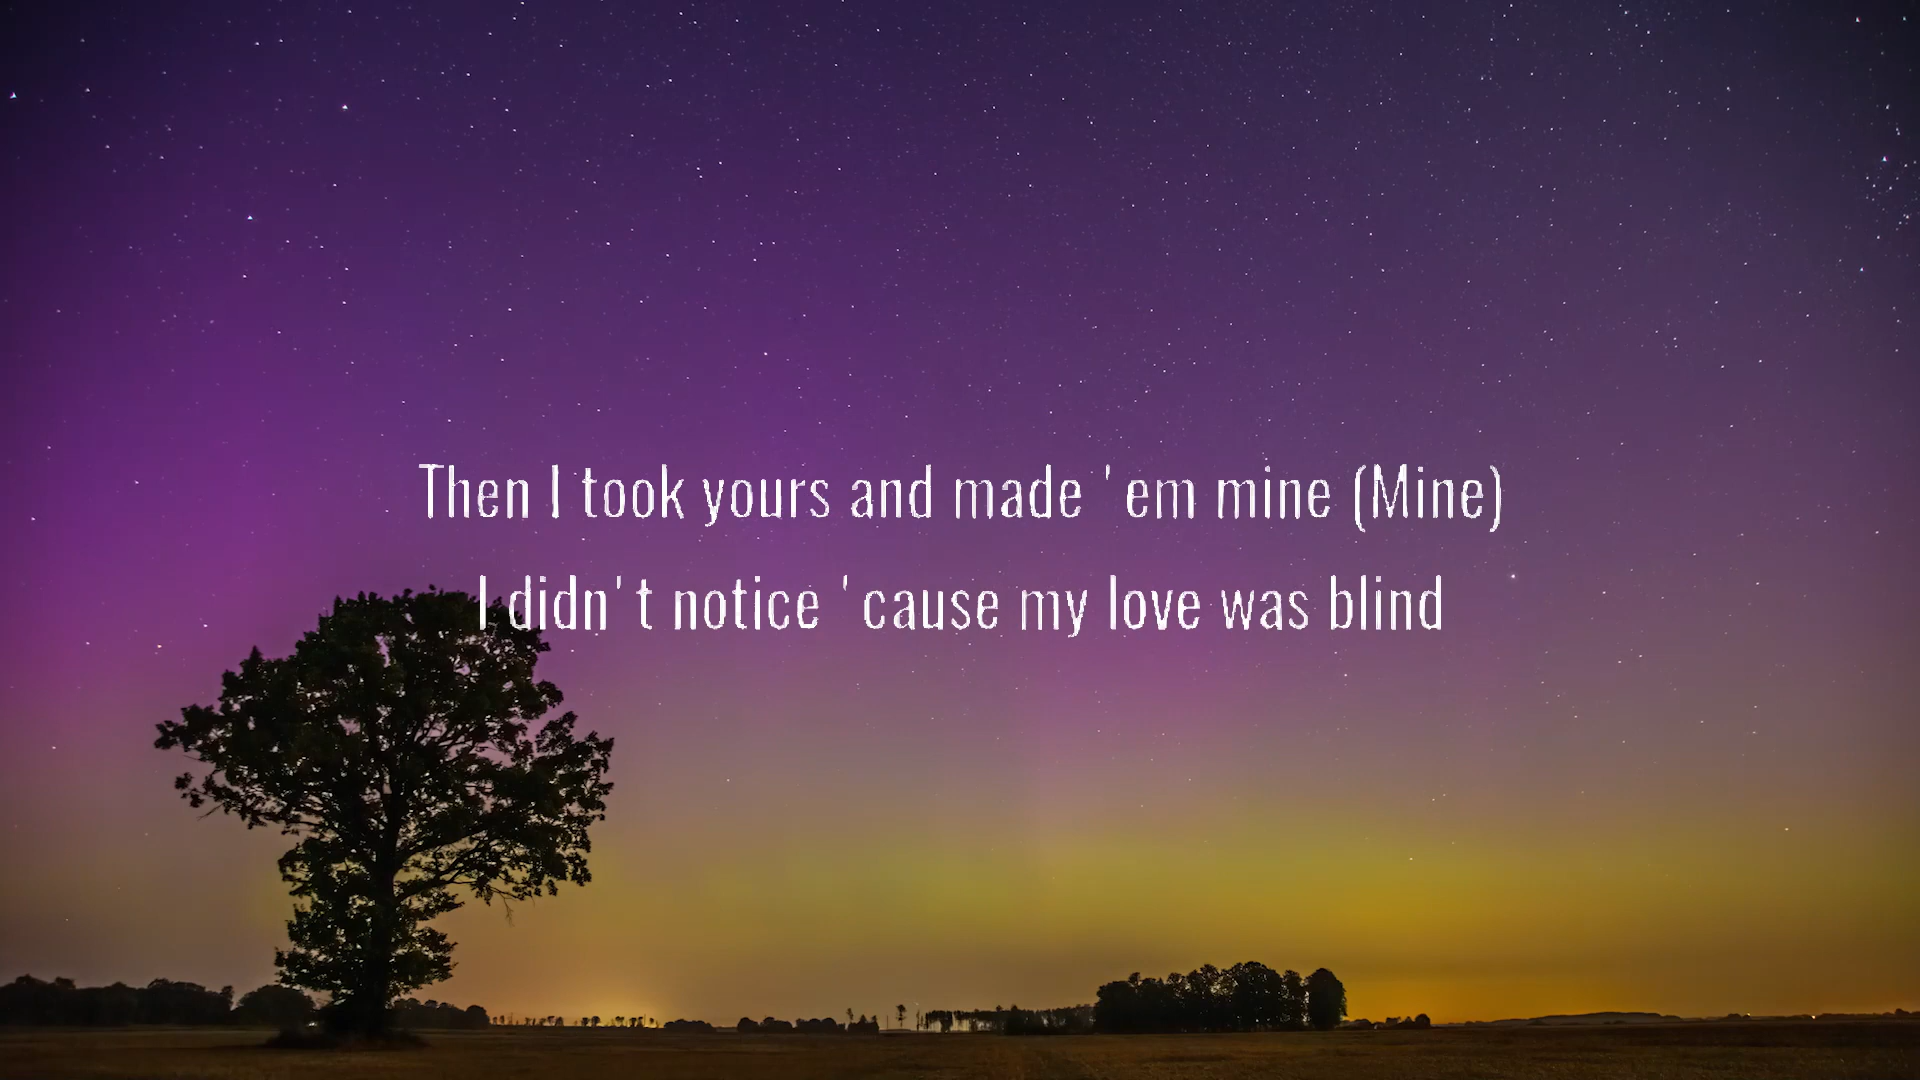 Then I took yours and made 'em mine (Mine)
I didn't notice 'cause my love was blind